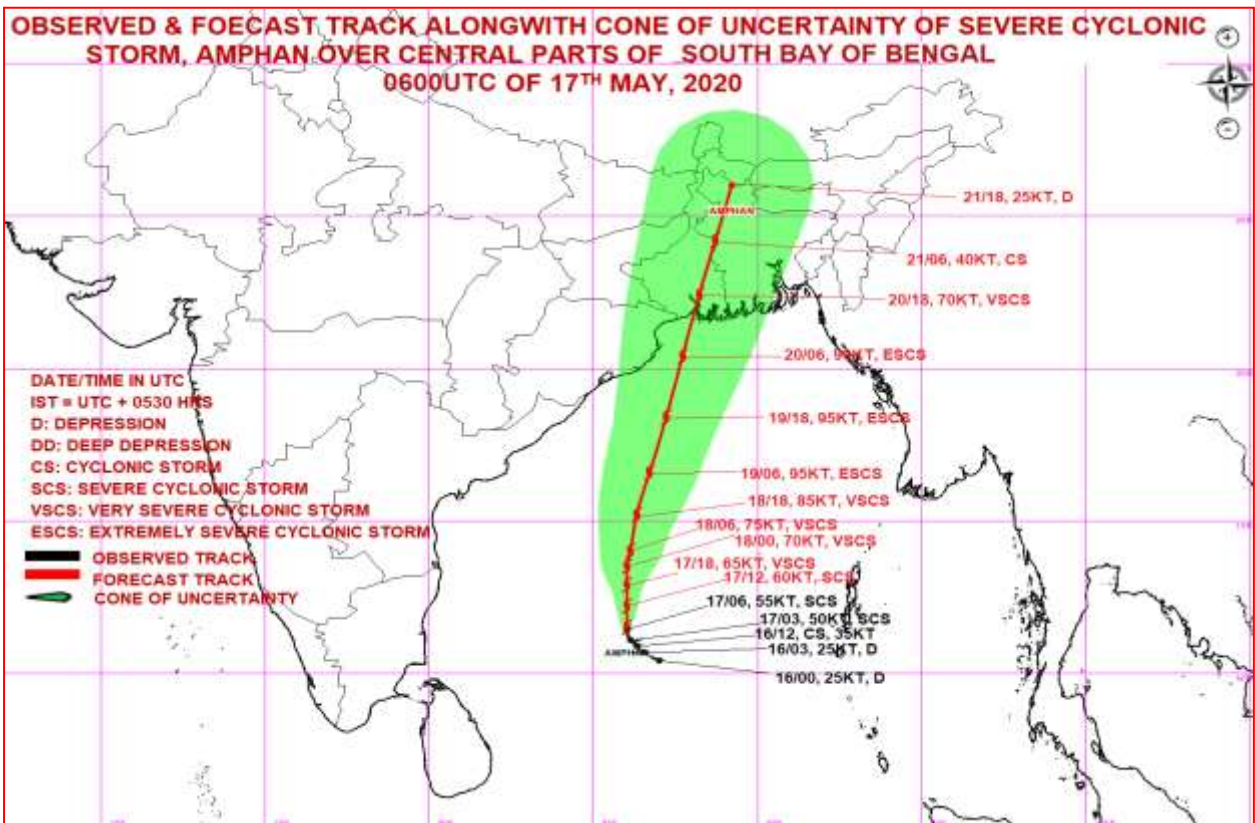 OBSERVED & FOECAST TRACK ALONGWITH CONE OF UNCERTAINTY OF SEVERE CYCLONIC
STORM, AMPHAN OVER CENTRAL PARTS OF SOUTH BAY OF BENGAL
0600UTC OF 17TH MAY, 2020
21/18, 25KT, D
AMPHAN
21/06, 40KT, CS
20/18, 70KT, VSCS
20/06, ESCS
19/18, 95KT, ESCS
19/06, 95KT, ESCS
18/18, 85KT, VSCS
18/06, 75KT, VSCS
18/00, 70KT, VSCS
17/18, 65KT, VSCS
17/12, 60KT, SCS
17/06, 55KT, SCS
17/03, 50KT, SCS
16/12, CS, 35KT
16/03, 25KT, D
16/00, 25KT, D
AMPHAN
DATE/TIME IN UTC
IST = UTC + 0530 HRS
D: DEPRESSION
DD: DEEP DEPRESSION
CS: CYCLONIC STORM
SCS: SEVERE CYCLONIC STORM
VSCS: VERY SEVERE CYCLONIC STORM
ESCS: EXTREMELY SEVERE CYCLONIC STORM
OBSERVED TRACK
FORECAST TRACK
CONE OF UNCERTAINTY